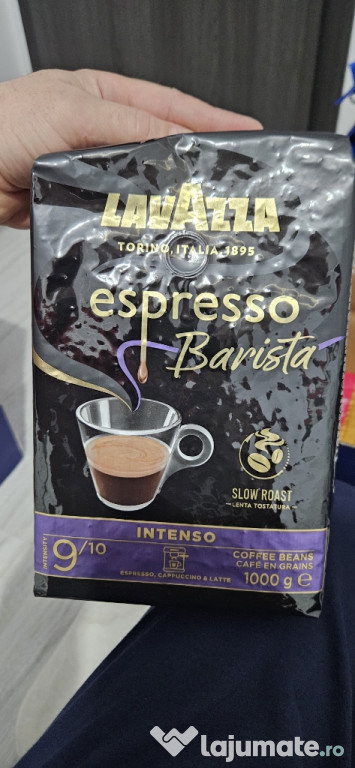 LAVAZZA
TORINO, ITALIA, 1895
espresso
Barista
SLOW ROAST
LENTA TOSTATURA
INTENSO
INTENSITY
9/10
ESPRESSO, CAPPUCCINO & LATTE
COFFEE BEANS
CAFÉ EN GRAINS
1000 g ℮
lajumate.ro